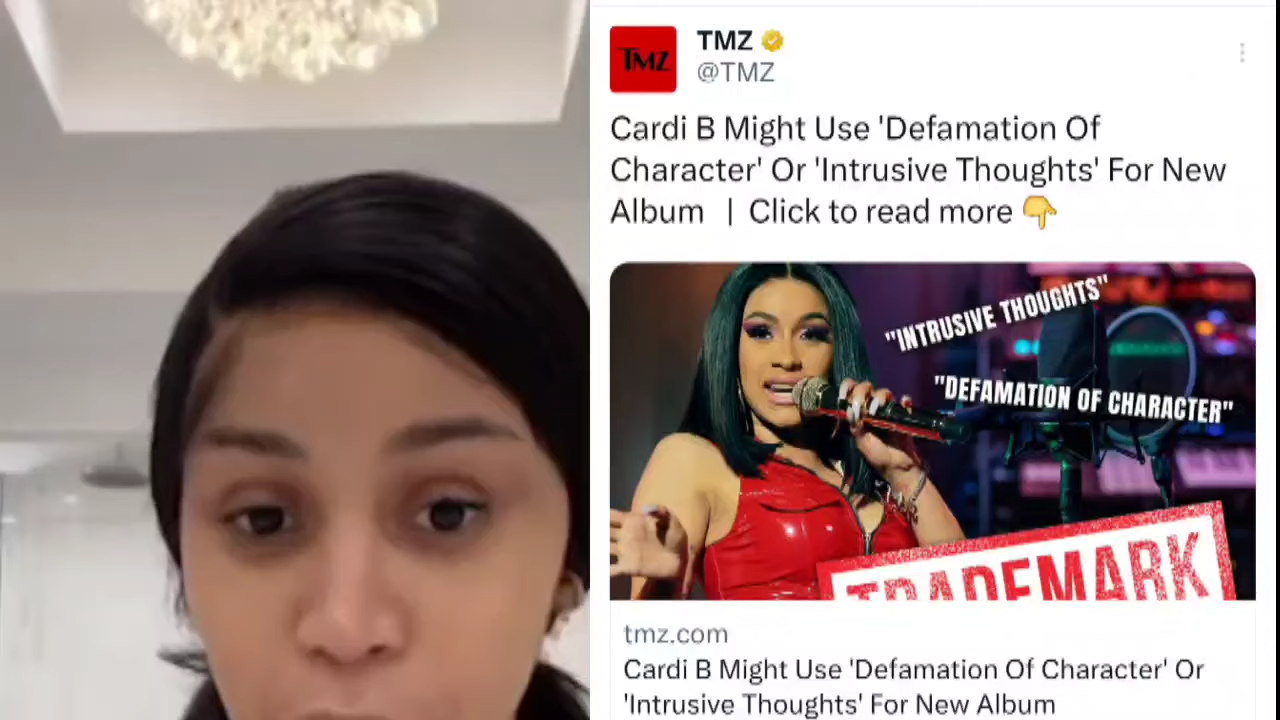 TMZ
TMZ
@TMZ
Cardi B Might Use 'Defamation Of
Character' Or 'Intrusive Thoughts' For New
Album | Click to read more 👇
"INTRUSIVE THOUGHTS"
"DEFAMATION OF CHARACTER"
TRADEMARK
tmz.com
Cardi B Might Use 'Defamation Of Character' Or
'Intrusive Thoughts' For New Album